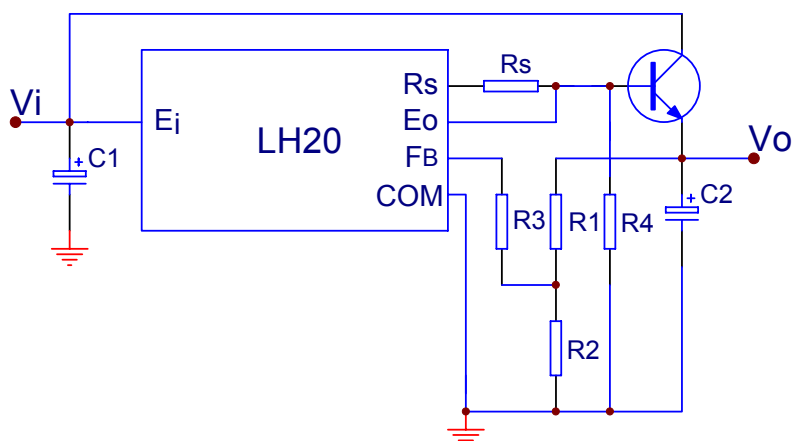 Vi
Ei
C1
+
LH20
Rs
Eo
FB
COM
Rs
R3
R1
R4
R2
Vo
C2
+